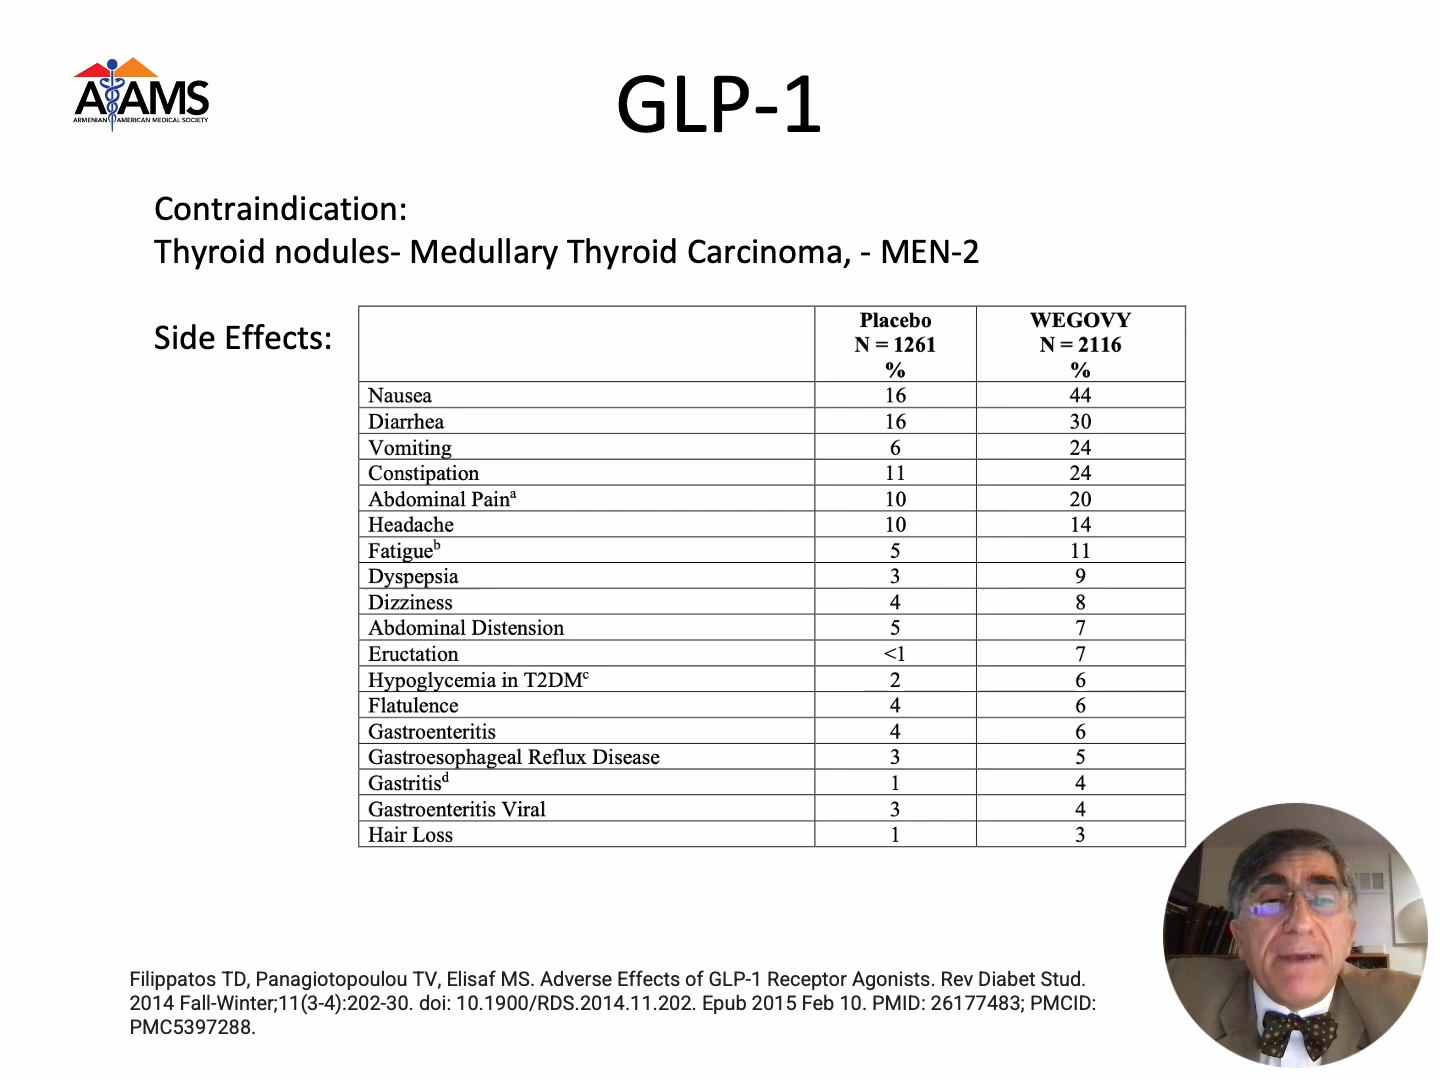 AAMS
ARMENIAN AMERICAN MEDICAL SOCIETY
GLP-1
Contraindication:
Thyroid nodules- Medullary Thyroid Carcinoma, - MEN-2
Side Effects:
Placebo N = 1261 % WEGOVY N = 2116 %
Nausea 16 44
Diarrhea 16 30
Vomiting 6 24
Constipation 11 24
Abdominal Painᵃ 10 20
Headache 10 14
Fatigueᵇ 5 11
Dyspepsia 3 9
Dizziness 4 8
Abdominal Distension 5 7
Eructation <1 7
Hypoglycemia in T2DMᶜ 2 6
Flatulence 4 6
Gastroenteritis 4 6
Gastroesophageal Reflux Disease 3 5
Gastritisᵈ 1 4
Gastroenteritis Viral 3 4
Hair Loss 1 3
Filippatos TD, Panagiotopoulou TV, Elisaf MS. Adverse Effects of GLP-1 Receptor Agonists. Rev Diabet Stud.
2014 Fall-Winter;11(3-4):202-30. doi: 10.1900/RDS.2014.11.202. Epub 2015 Feb 10. PMID: 26177483; PMCID:
PMC5397288.